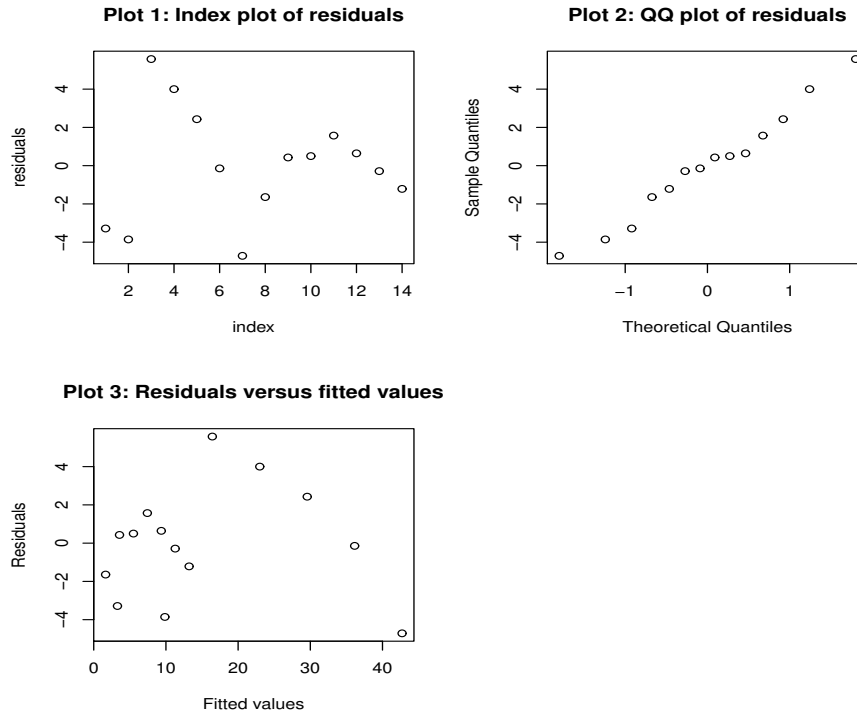 Plot 1: Index plot of residuals
residuals
4
2
0
−2
−4
2 4 6 8 10 12 14
index
Plot 2: QQ plot of residuals
Sample Quantiles
4
2
0
−2
−4
−1 0 1
Theoretical Quantiles
Plot 3: Residuals versus fitted values
Residuals
4
2
0
−2
−4
0 10 20 30 40
Fitted values